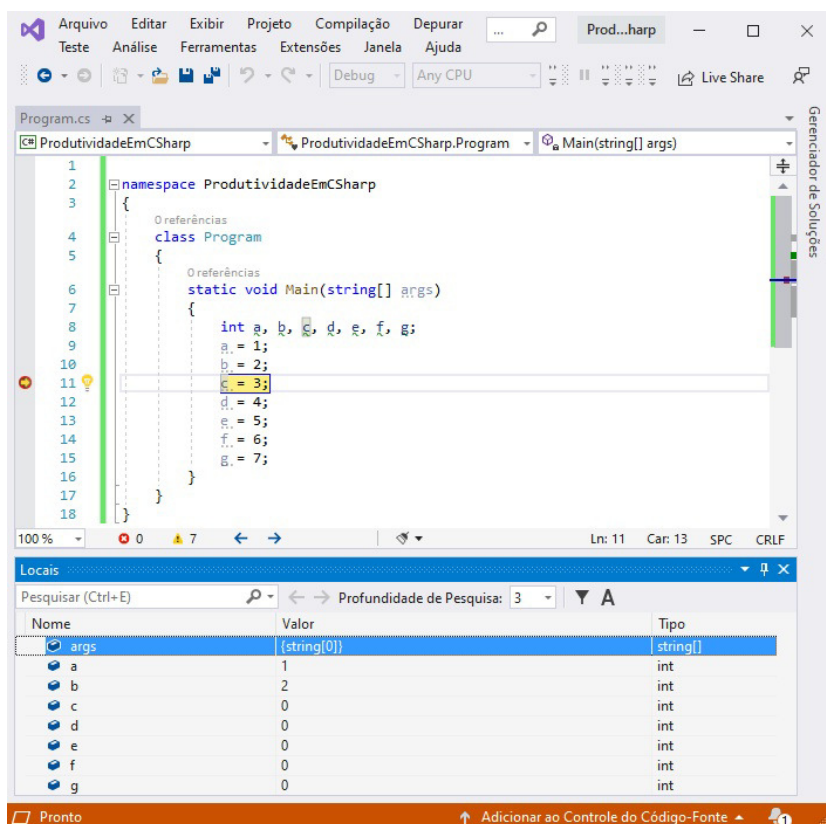 Arquivo Editar Exibir Projeto Compilação Depurar ... Prod...harp
Teste Análise Ferramentas Extensões Janela Ajuda
Debug Any CPU Live Share
Program.cs
C# ProdutividadeEmCSharp ProdutividadeEmCSharp.Program Main(string[] args)
Gerenciador de Soluções
1
2 namespace ProdutividadeEmCSharp
3 {
0 referências
4 class Program
5 {
0 referências
6 static void Main(string[] args)
7 {
8 int a, b, c, d, e, f, g;
9 a = 1;
10 b = 2;
11 c = 3;
12 d = 4;
13 e = 5;
14 f = 6;
15 g = 7;
16 }
17 }
18 }
100 % 0 7 Ln: 11 Car: 13 SPC CRLF
Locais
Pesquisar (Ctrl+E) Profundidade de Pesquisa: 3 A
Nome Valor Tipo
args {string[0]} string[]
a 1 int
b 2 int
c 0 int
d 0 int
e 0 int
f 0 int
g 0 int
Pronto Adicionar ao Controle do Código-Fonte 1